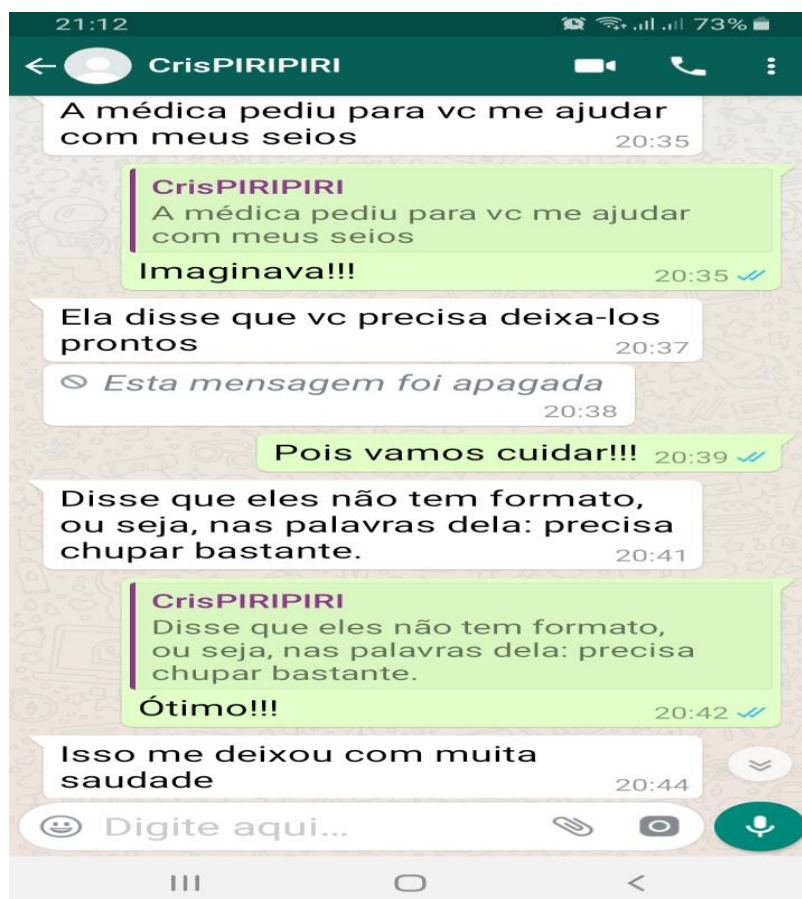 21:12 73%
CrisPIRIPIRI
A médica pediu para vc me ajudar
com meus seios
20:35
CrisPIRIPIRI
A médica pediu para vc me ajudar
com meus seios
Imaginava!!! 20:35
Ela disse que vc precisa deixa-los
prontos 20:37
Esta mensagem foi apagada
20:38
Pois vamos cuidar!!! 20:39
Disse que eles não tem formato,
ou seja, nas palavras dela: precisa
chupar bastante. 20:41
CrisPIRIPIRI
Disse que eles não tem formato,
ou seja, nas palavras dela: precisa
chupar bastante.
Ótimo!!! 20:42
Isso me deixou com muita
saudade 20:44
Digite aqui...